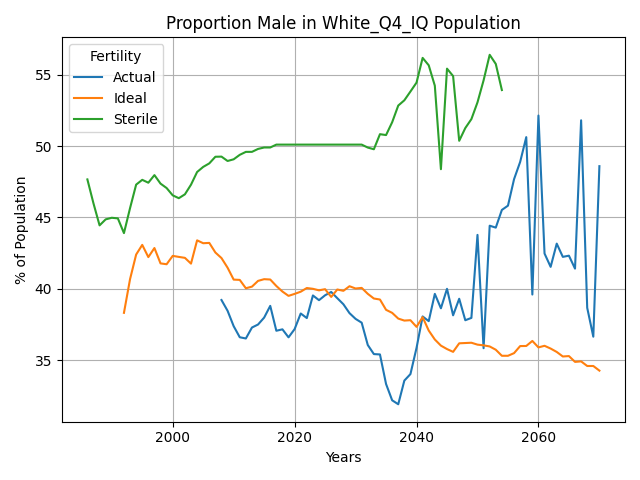 Proportion Male in White_Q4_IQ Population
Fertility
Actual
Ideal
Sterile
% of Population
55
50
45
40
35
2000
2020
2040
2060
Years